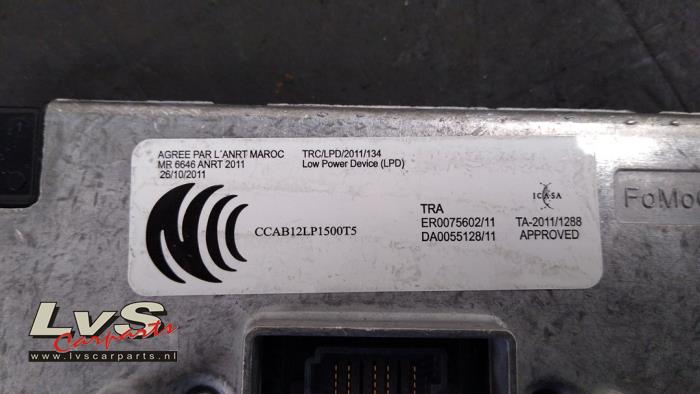 AGREE PAR L'ANRT MAROC
MR 6646 ANRT 2011
26/10/2011
TRC/LPD/2011/134
Low Power Device (LPD)
CCAB12LP1500T5
TRA
ER0075602/11
DA0055128/11
ICASA
TA-2011/1288
APPROVED
FoMoC
LvS
Carparts
www.lvscarparts.nl